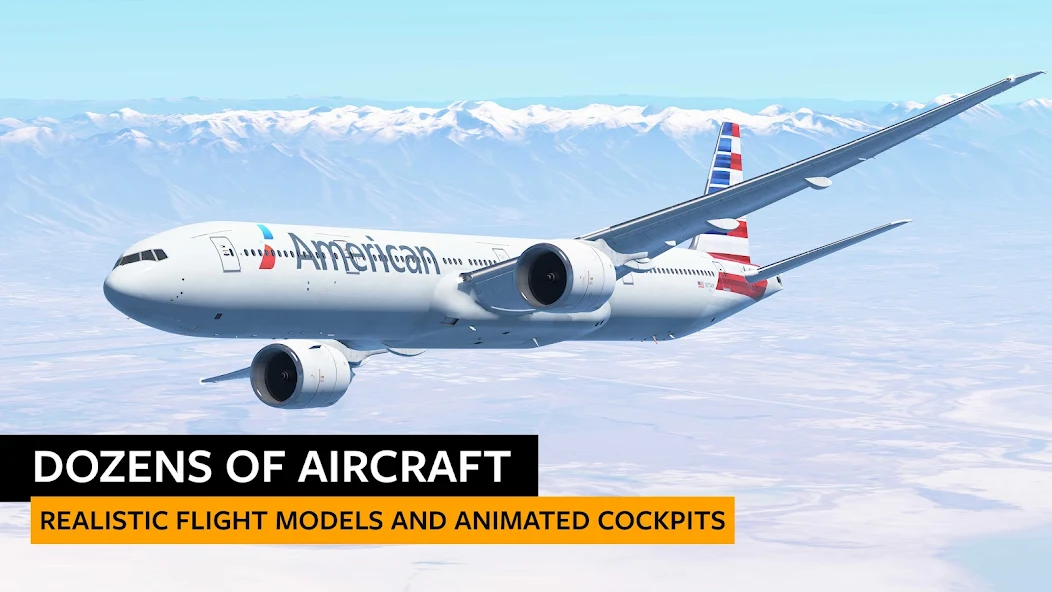 American
DOZENS OF AIRCRAFT
REALISTIC FLIGHT MODELS AND ANIMATED COCKPITS